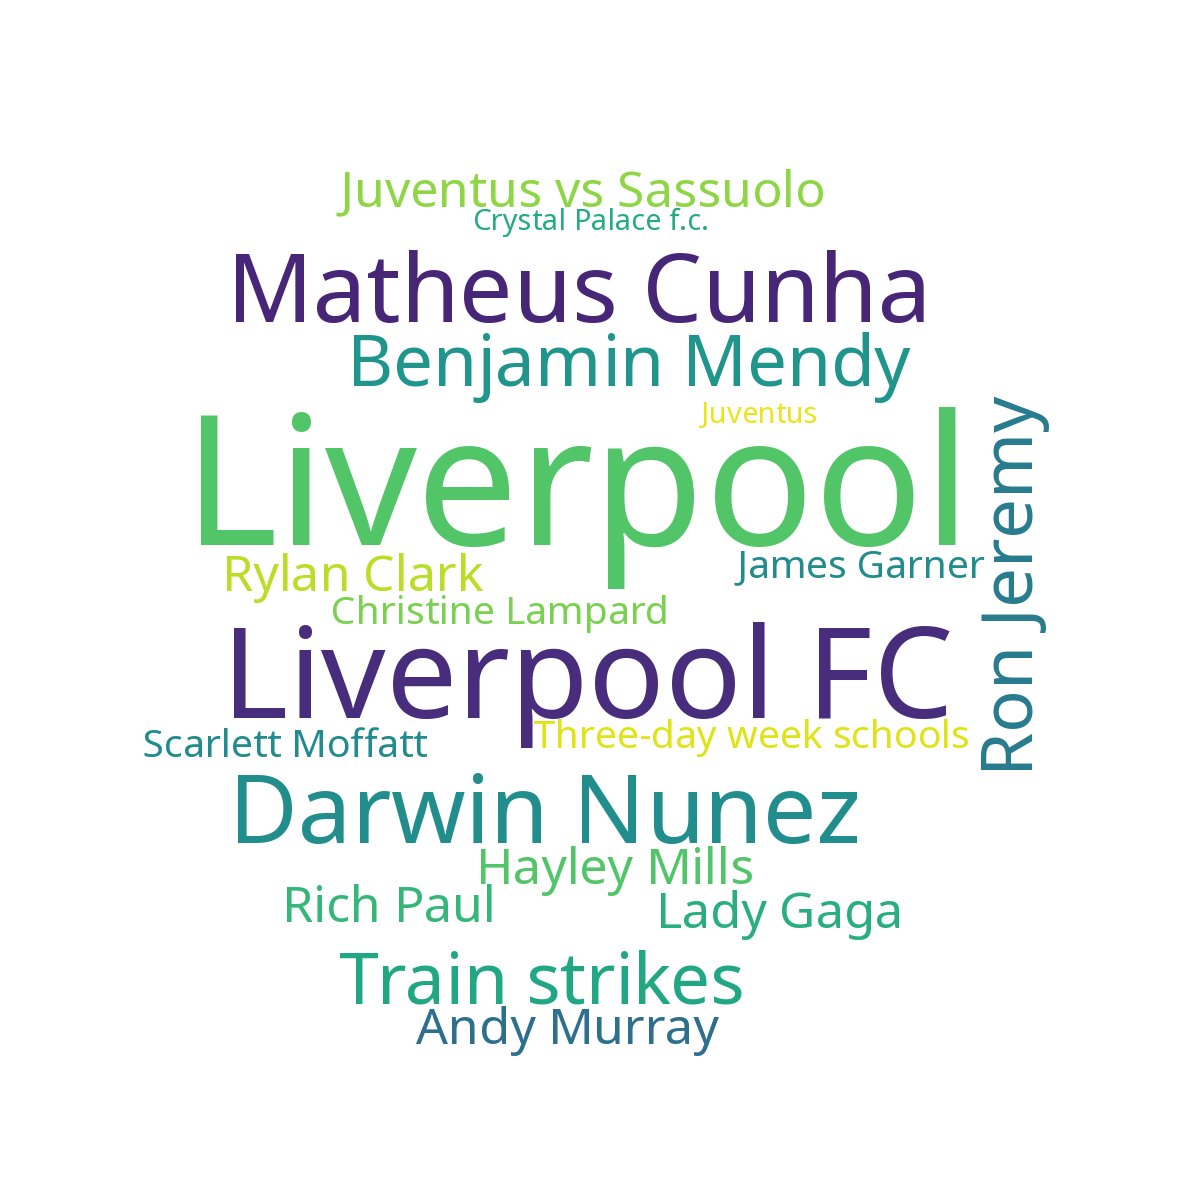 Juventus vs Sassuolo
Crystal Palace f.c.
Matheus Cunha
Benjamin Mendy
Juventus
Liverpool
Ron Jeremy
Rylan Clark
James Garner
Christine Lampard
Liverpool FC
Scarlett Moffatt
Three-day week schools
Darwin Nunez
Hayley Mills
Rich Paul
Lady Gaga
Train strikes
Andy Murray